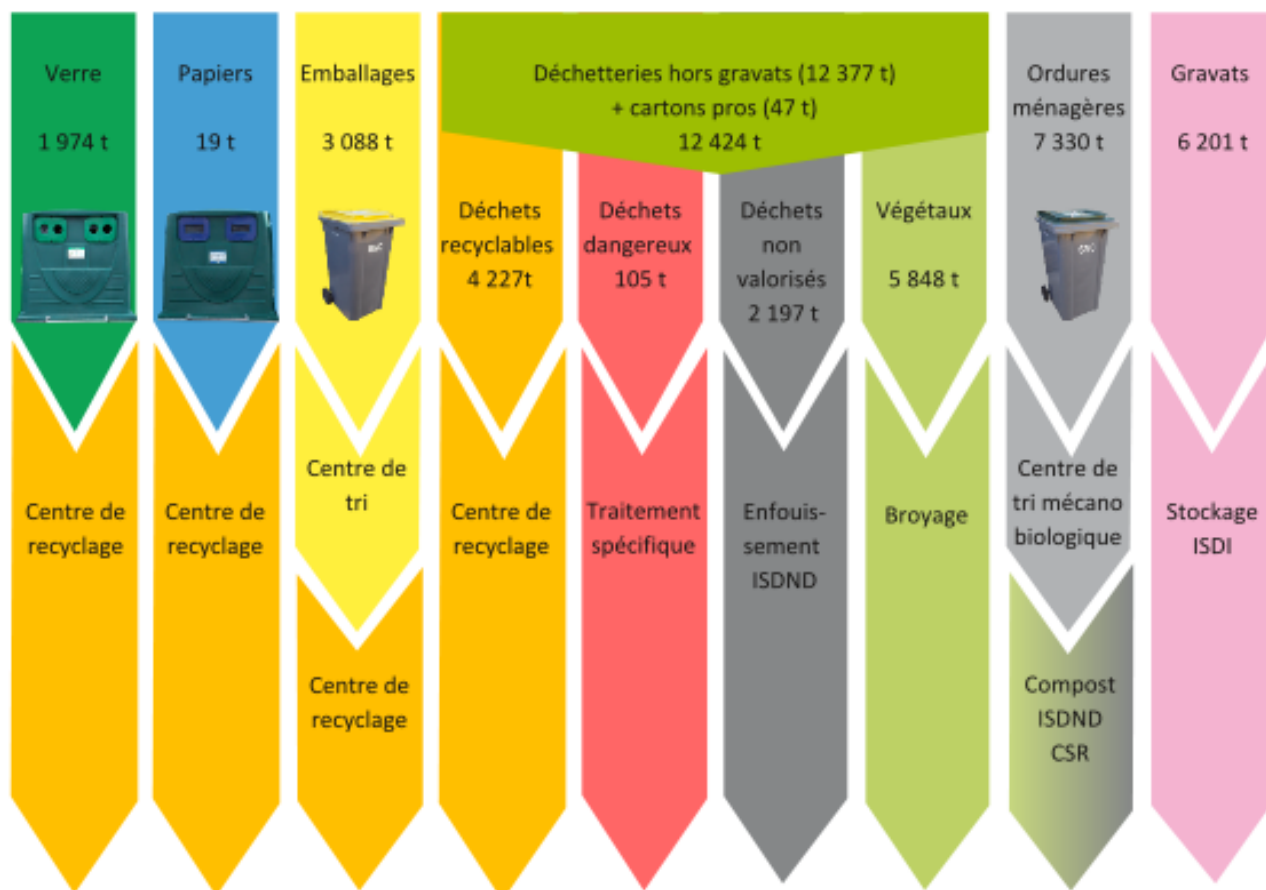 Verre
1 974 t
Papiers
19 t
Emballages
3 088 t
Déchetteries hors gravats (12 377 t)
+ cartons pros (47 t)
12 424 t
Ordures
ménagères
7 330 t
Gravats
6 201 t
Déchets
recyclables
4 227t
Déchets
dangereux
105 t
Déchets
non
valorisés
2 197 t
Végétaux
5 848 t
Centre de
recyclage
Centre de
recyclage
Centre de
tri
Centre de
recyclage
Centre de
recyclage
Traitement
spécifique
Enfouis-
sement
ISDND
Broyage
Centre de
tri mécano
biologique
Compost
ISDND
CSR
Stockage
ISDI